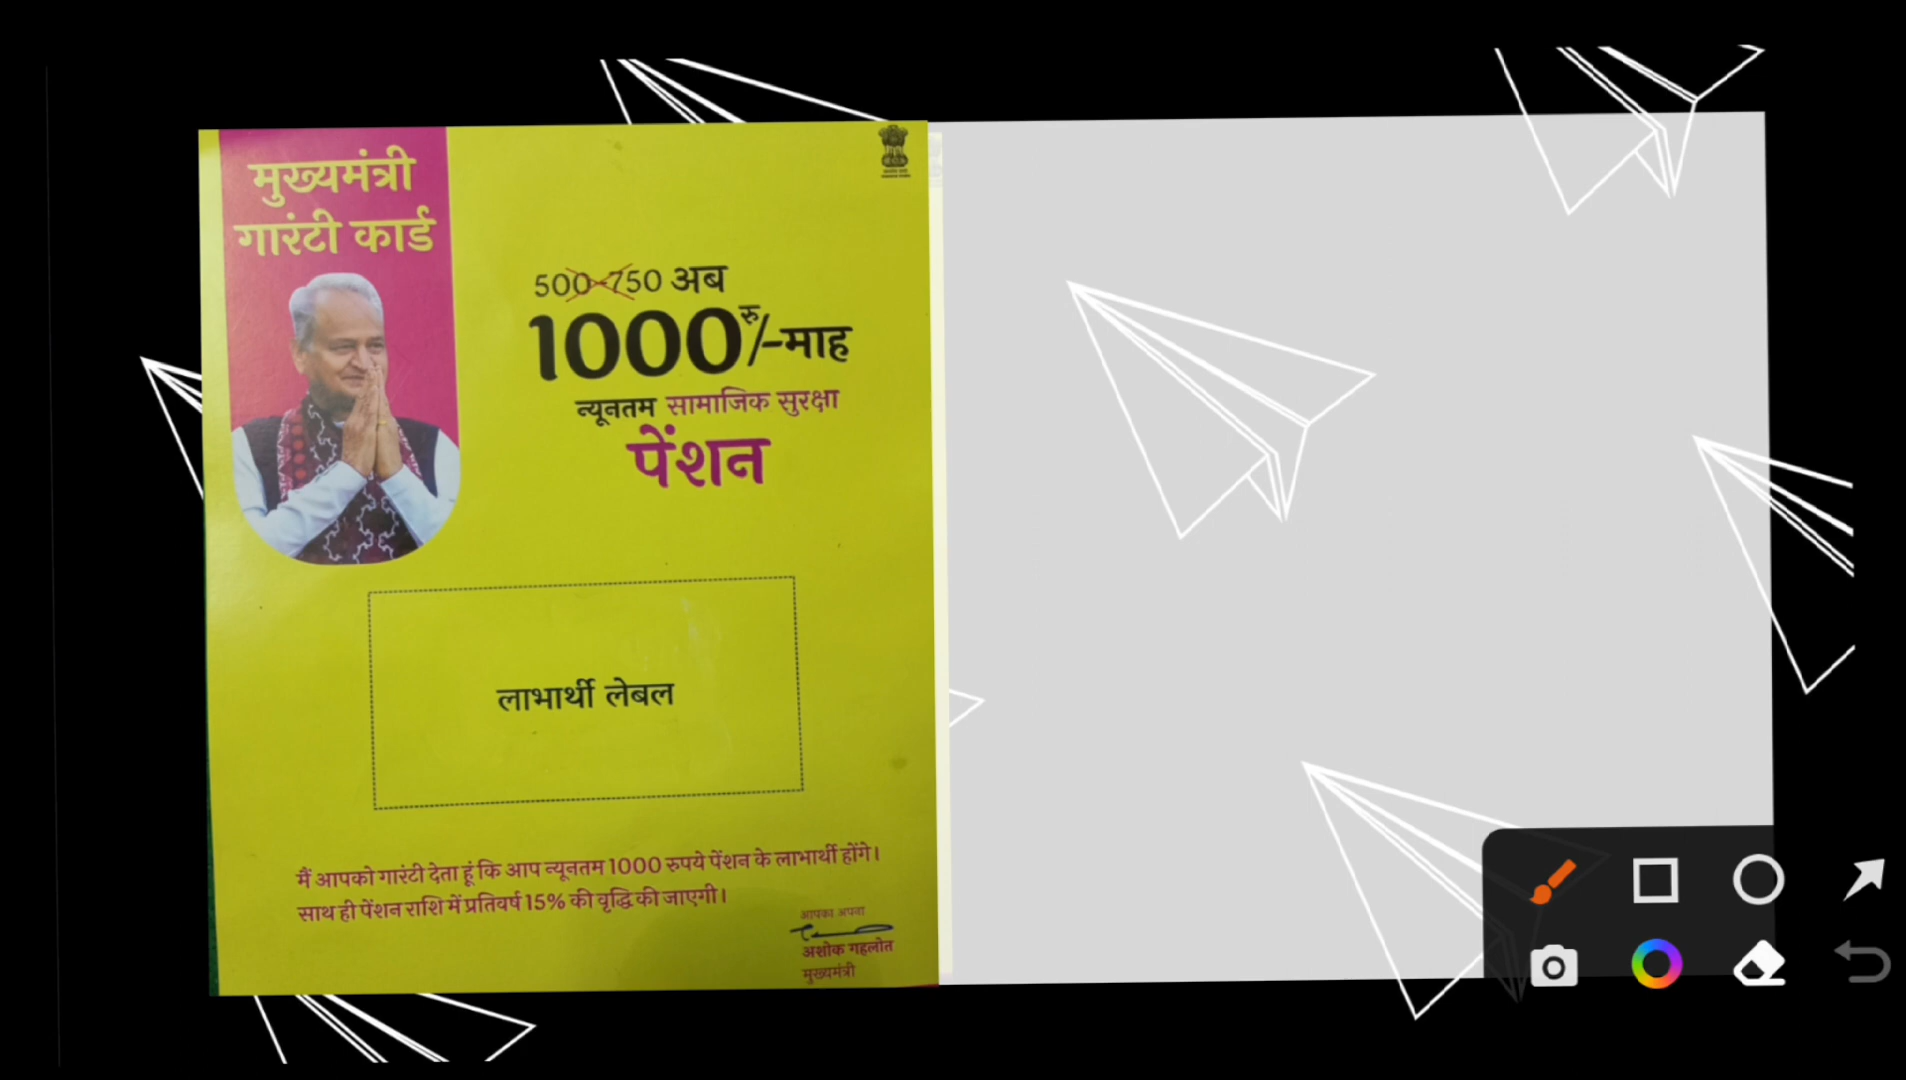 मुख्यमंत्री
गारंटी कार्ड
500-750 अब
1000रु/-माह
न्यूनतम सामाजिक सुरक्षा
पेंशन
लाभार्थी लेबल
मैं आपको गारंटी देता हूं कि आप न्यूनतम 1000 रुपये पेंशन के लाभार्थी होंगे।
साथ ही पेंशन राशि में प्रतिवर्ष 15% की वृद्धि की जाएगी।
आपका अपना
अशोक गहलोत
मुख्यमंत्री